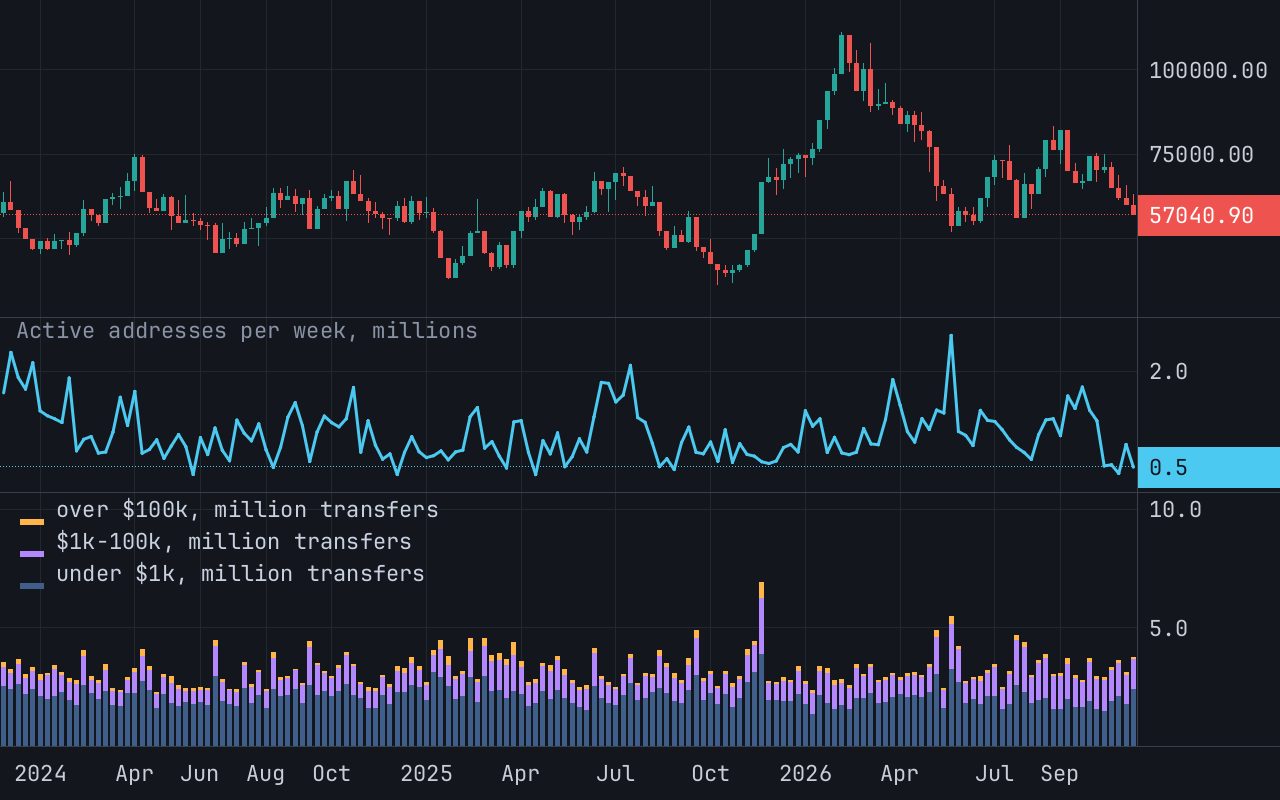 100000.00
75000.00
57040.90
Active addresses per week, millions
2.0
0.5
over $100k, million transfers
$1k-100k, million transfers
under $1k, million transfers
10.0
5.0
2024 Apr Jun Aug Oct 2025 Apr Jul Oct 2026 Apr Jul Sep